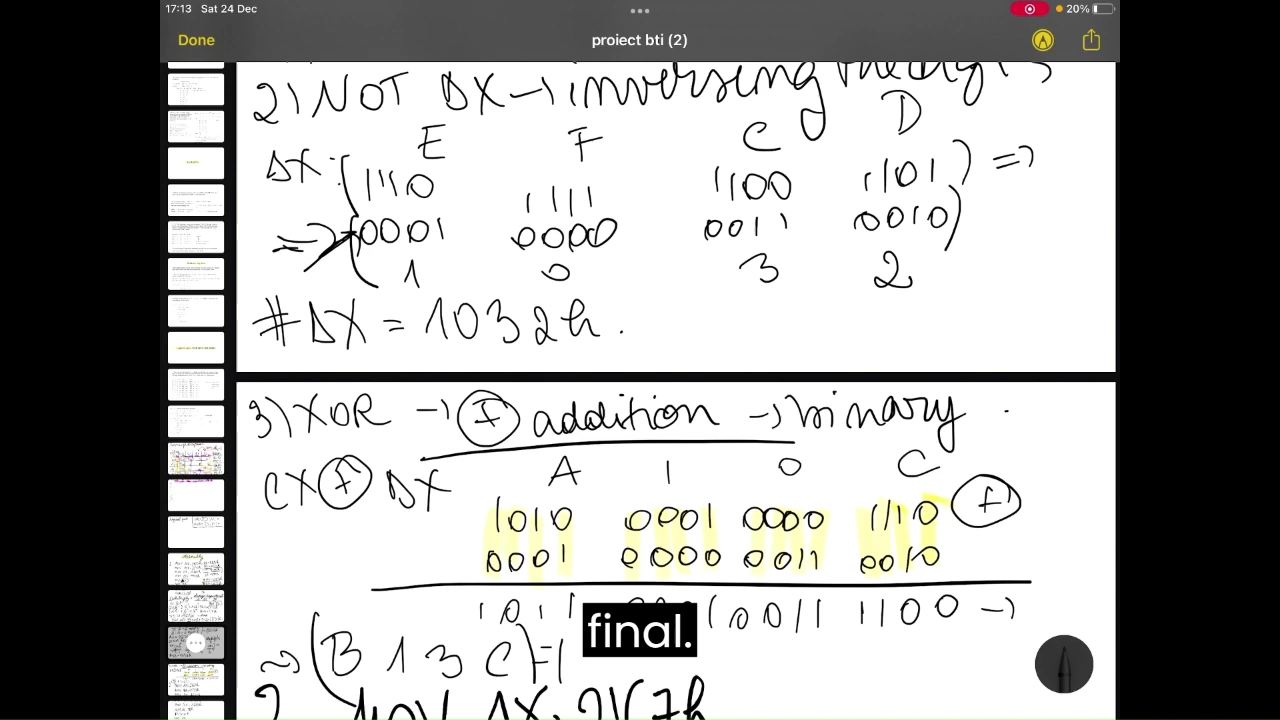 17:13 Sat 24 Dec
20%
Done
proiect bti (2)
2) NOT DX → inversing the digits
E F C D
DX: (1110 1111 1100 1101) =>
=> (0001 0000 0011 0010)
1 0 3 2
# DX = 1032h.
3) XOR → (+) addition → binary.
CX (+) DX A 1 0 C
1010 0001 0000 1110 (+)
0001 0000 0011 0010
1011 0011 1100 →
final.
→ (B 1 3 C)H